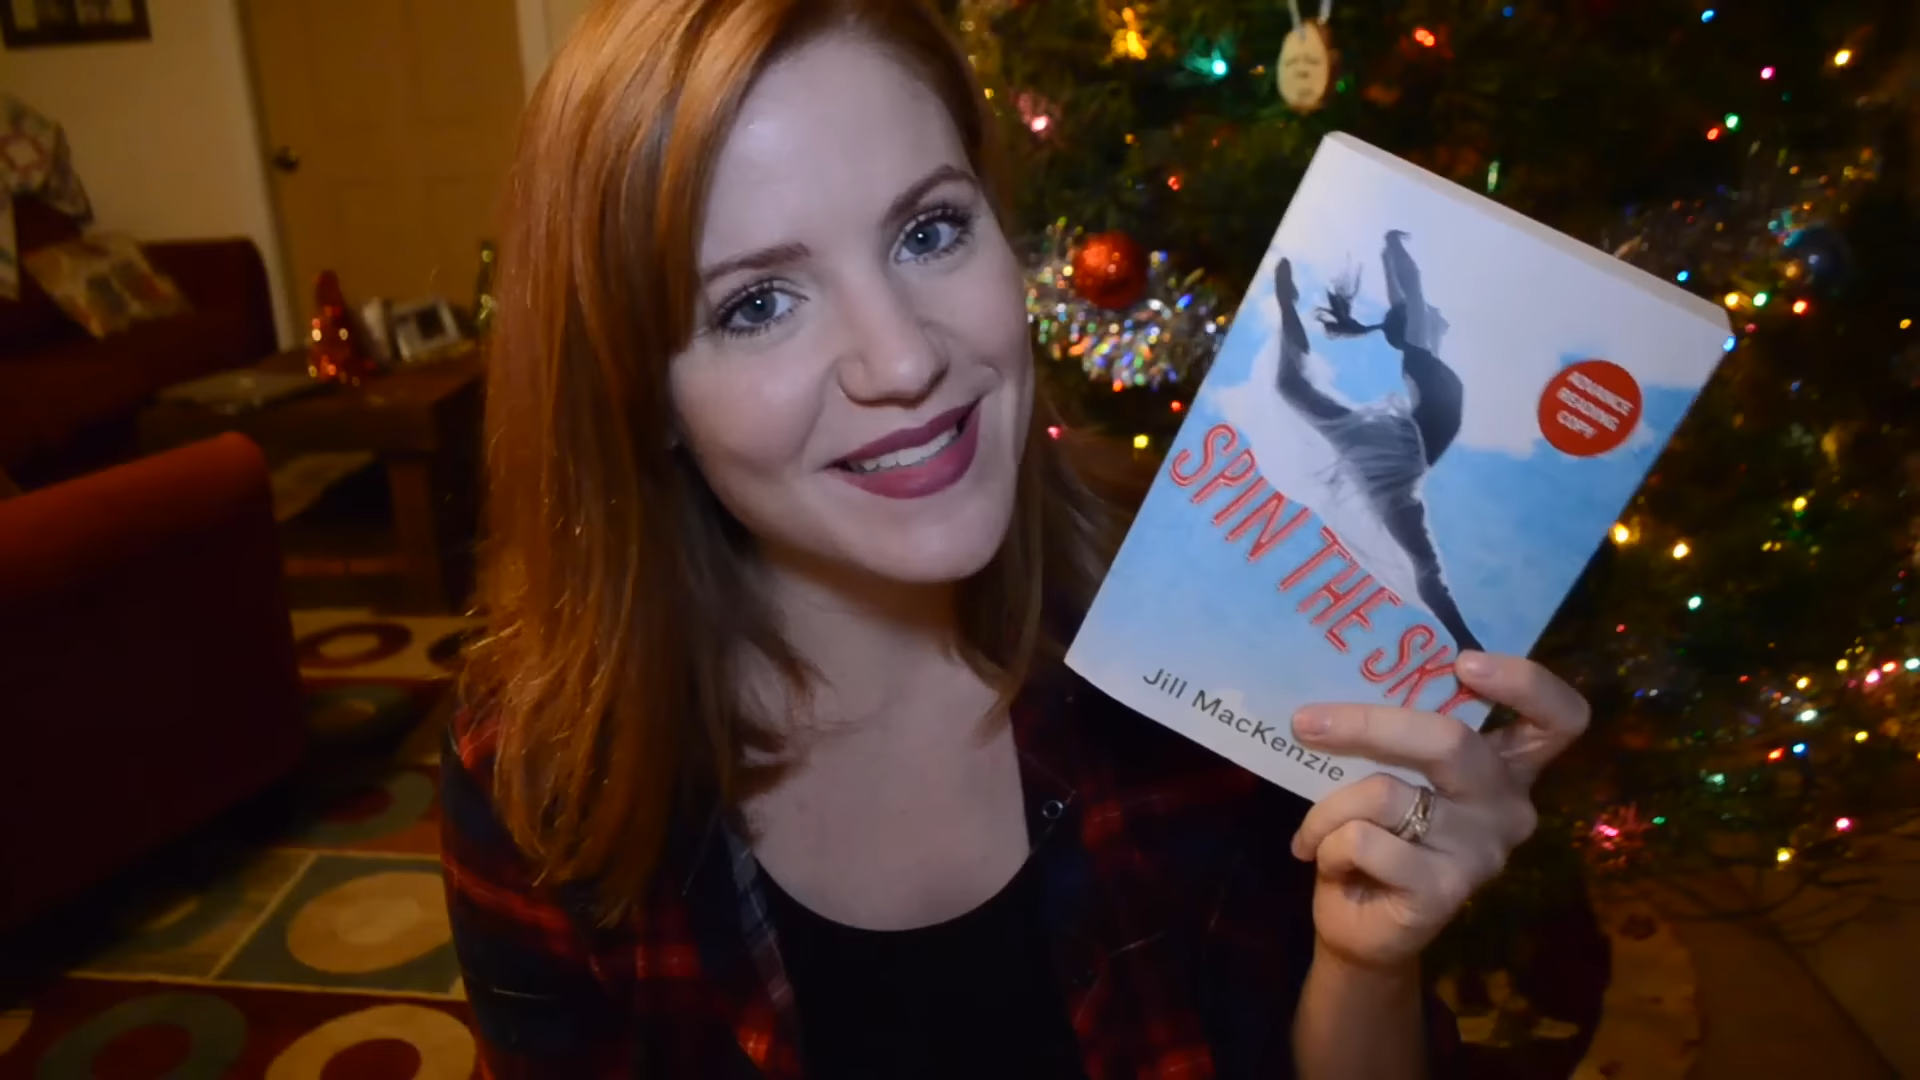 ADVANCE
READING
COPY
SPIN THE SKY
Jill MacKenzie